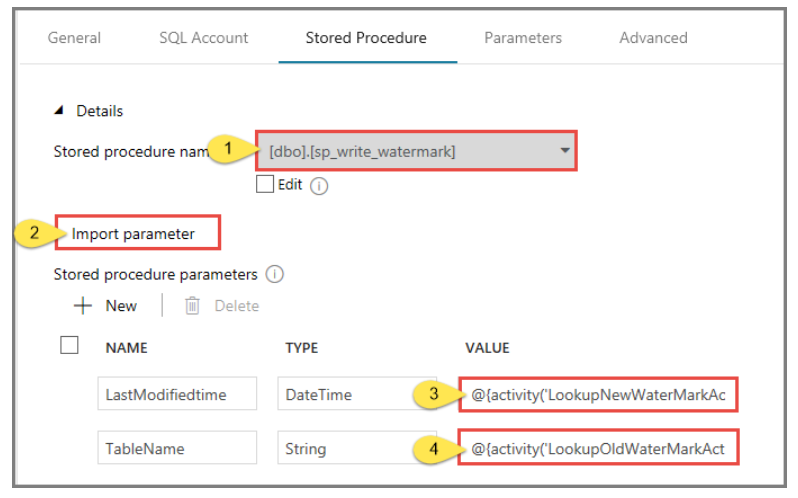 General SQL Account Stored Procedure Parameters Advanced
Details
Stored procedure nam 1 [dbo].[sp_write_watermark]
Edit
2 Import parameter
Stored procedure parameters
New Delete
NAME TYPE VALUE
LastModifiedtime DateTime 3 @{activity('LookupNewWaterMarkAc
TableName String 4 @{activity('LookupOldWaterMarkAct